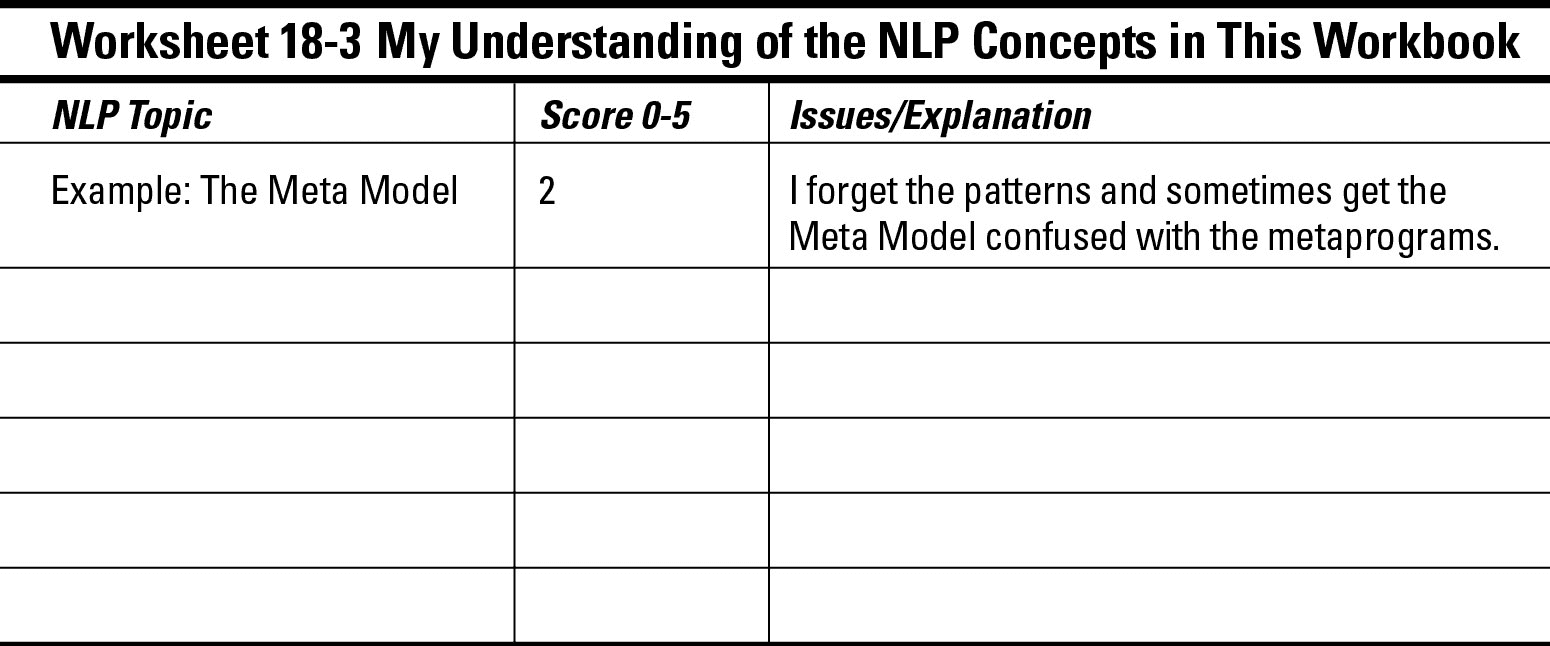 Worksheet 18-3 My Understanding of the NLP Concepts in This Workbook
NLP Topic Score 0-5 Issues/Explanation
Example: The Meta Model 2 I forget the patterns and sometimes get the
Meta Model confused with the metaprograms.